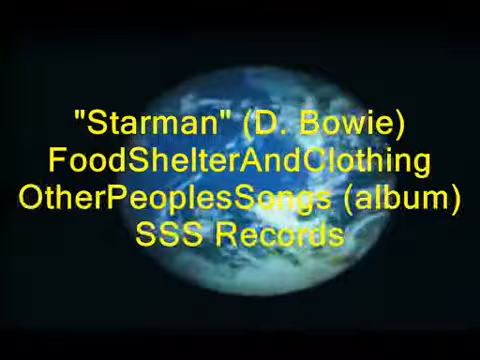 "Starman" (D. Bowie)
FoodShelterAndClothing
OtherPeoplesSongs (album)
SSS Records